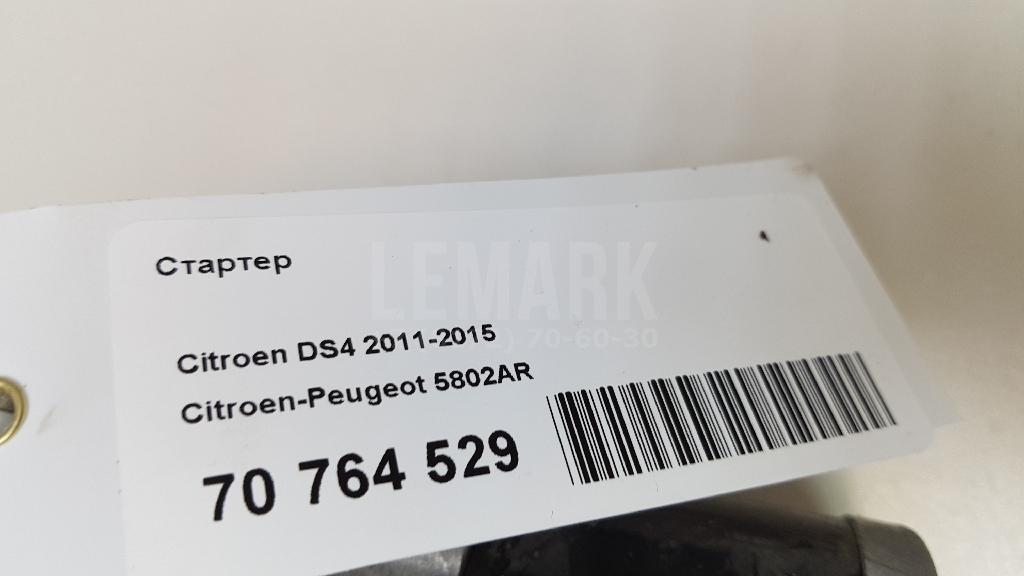 Стартер
LEMARK
) 70-60-30
Citroen DS4 2011-2015
Citroen-Peugeot 5802AR
70 764 529